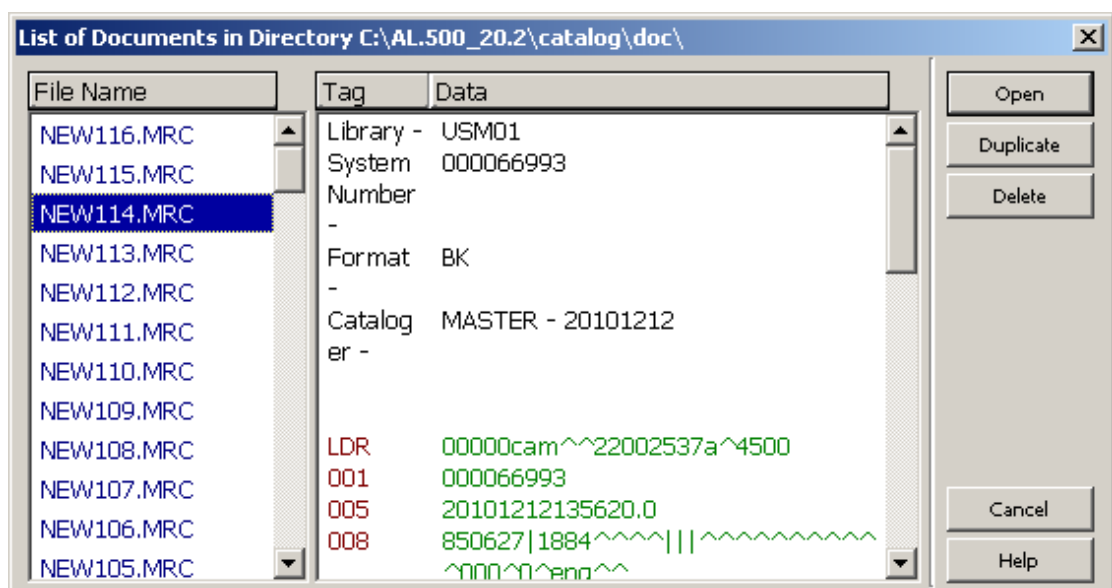 List of Documents in Directory C:\AL.500_20.2\catalog\doc\
File Name
NEW116.MRC
NEW115.MRC
NEW114.MRC
NEW113.MRC
NEW112.MRC
NEW111.MRC
NEW110.MRC
NEW109.MRC
NEW108.MRC
NEW107.MRC
NEW106.MRC
NEW105.MRC
Tag Data
Library - USM01
System 000066993
Number
-
Format BK
-
Catalog MASTER - 20101212
er -
LDR 00000cam^^22002537a^4500
001 000066993
005 20101212135620.0
008 850627|1884^^^^|||^^^^^^^^^^
^000^0^eng^^
Open
Duplicate
Delete
Cancel
Help